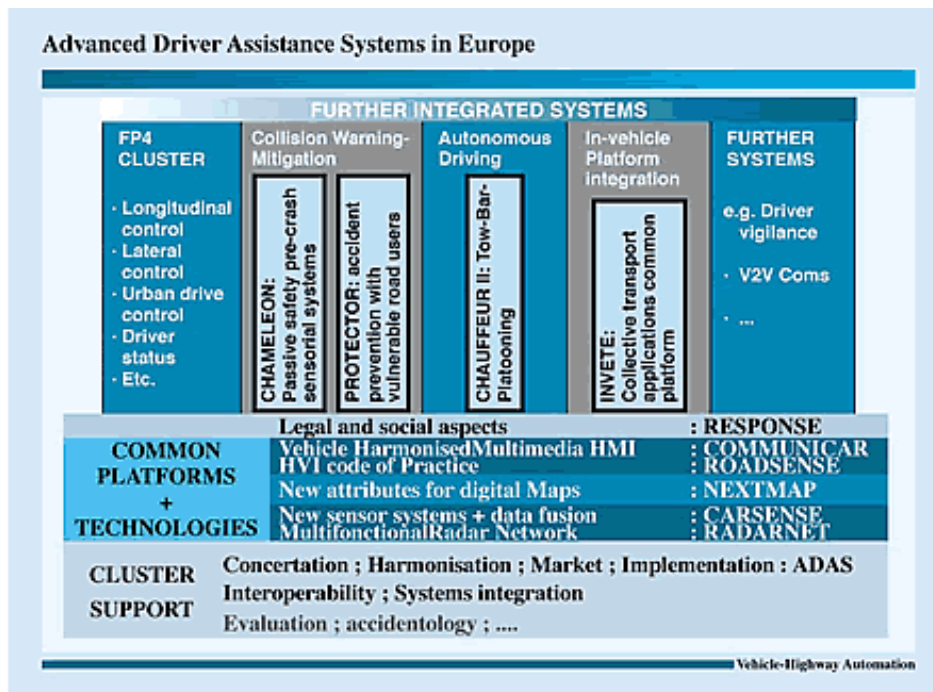 Advanced Driver Assistance Systems in Europe
FURTHER INTEGRATED SYSTEMS
FP4
CLUSTER
· Longitudinal
control
· Lateral
control
· Urban drive
control
· Driver
status
· Etc.
Collision Warning-
Mitigation
CHAMELEON:
Passive safety pre-crash
sensorial systems
PROTECTOR: accident
prevention with
vulnerable road users
Autonomous
Driving
CHAUFFEUR II: Tow-Bar-
Platooning
In-vehicle
Platform
integration
INVETE:
Collective transport
applications common
platform
FURTHER
SYSTEMS
e.g. Driver
vigilance
· V2V Coms
· ...
Legal and social aspects : RESPONSE
COMMON
PLATFORMS
+
TECHNOLOGIES
Vehicle HarmonisedMultimedia HMI : COMMUNICAR
HVI code of Practice : ROADSENSE
New attributes for digital Maps : NEXTMAP
New sensor systems + data fusion : CARSENSE
MultifonctionalRadar Network : RADARNET
CLUSTER
SUPPORT
Concertation ; Harmonisation ; Market ; Implementation : ADAS
Interoperability ; Systems integration
Evaluation ; accidentology ; ....
Vehicle-Highway Automation